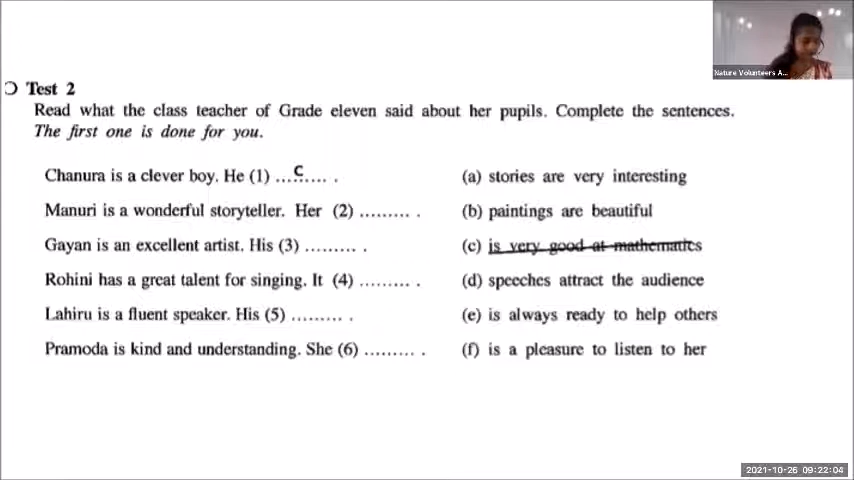 Nature Volunteers A...
Test 2
Read what the class teacher of Grade eleven said about her pupils. Complete the sentences.
The first one is done for you.
Chanura is a clever boy. He (1) ...c..... . (a) stories are very interesting
Manuri is a wonderful storyteller. Her (2) ......... . (b) paintings are beautiful
Gayan is an excellent artist. His (3) ......... . (c) is very good at mathematics
Rohini has a great talent for singing. It (4) ......... . (d) speeches attract the audience
Lahiru is a fluent speaker. His (5) ......... . (e) is always ready to help others
Pramoda is kind and understanding. She (6) ......... . (f) is a pleasure to listen to her
2021-10-26 09:22:04